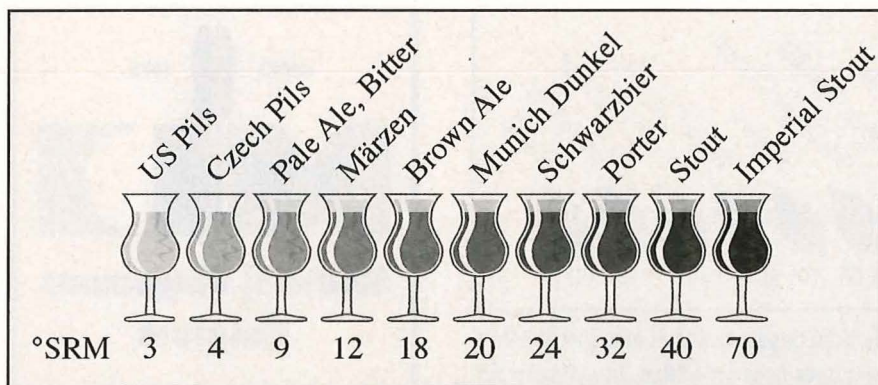 US Pils
Czech Pils
Pale Ale, Bitter
Märzen
Brown Ale
Munich Dunkel
Schwarzbier
Porter
Stout
Imperial Stout
°SRM 3 4 9 12 18 20 24 32 40 70